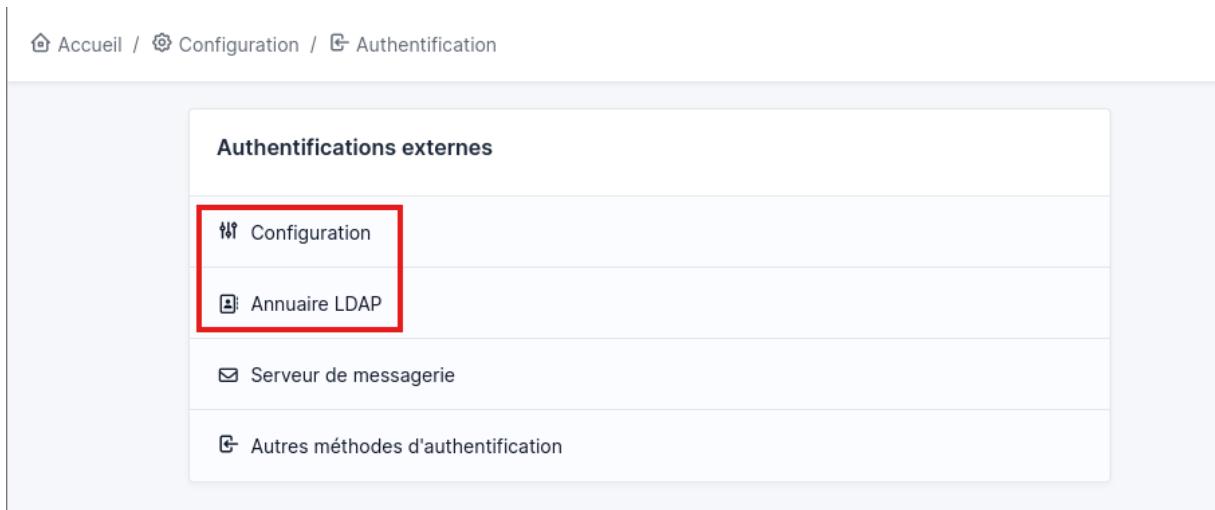 Accueil / Configuration / Authentification
Authentifications externes
Configuration
Annuaire LDAP
Serveur de messagerie
Autres méthodes d'authentification